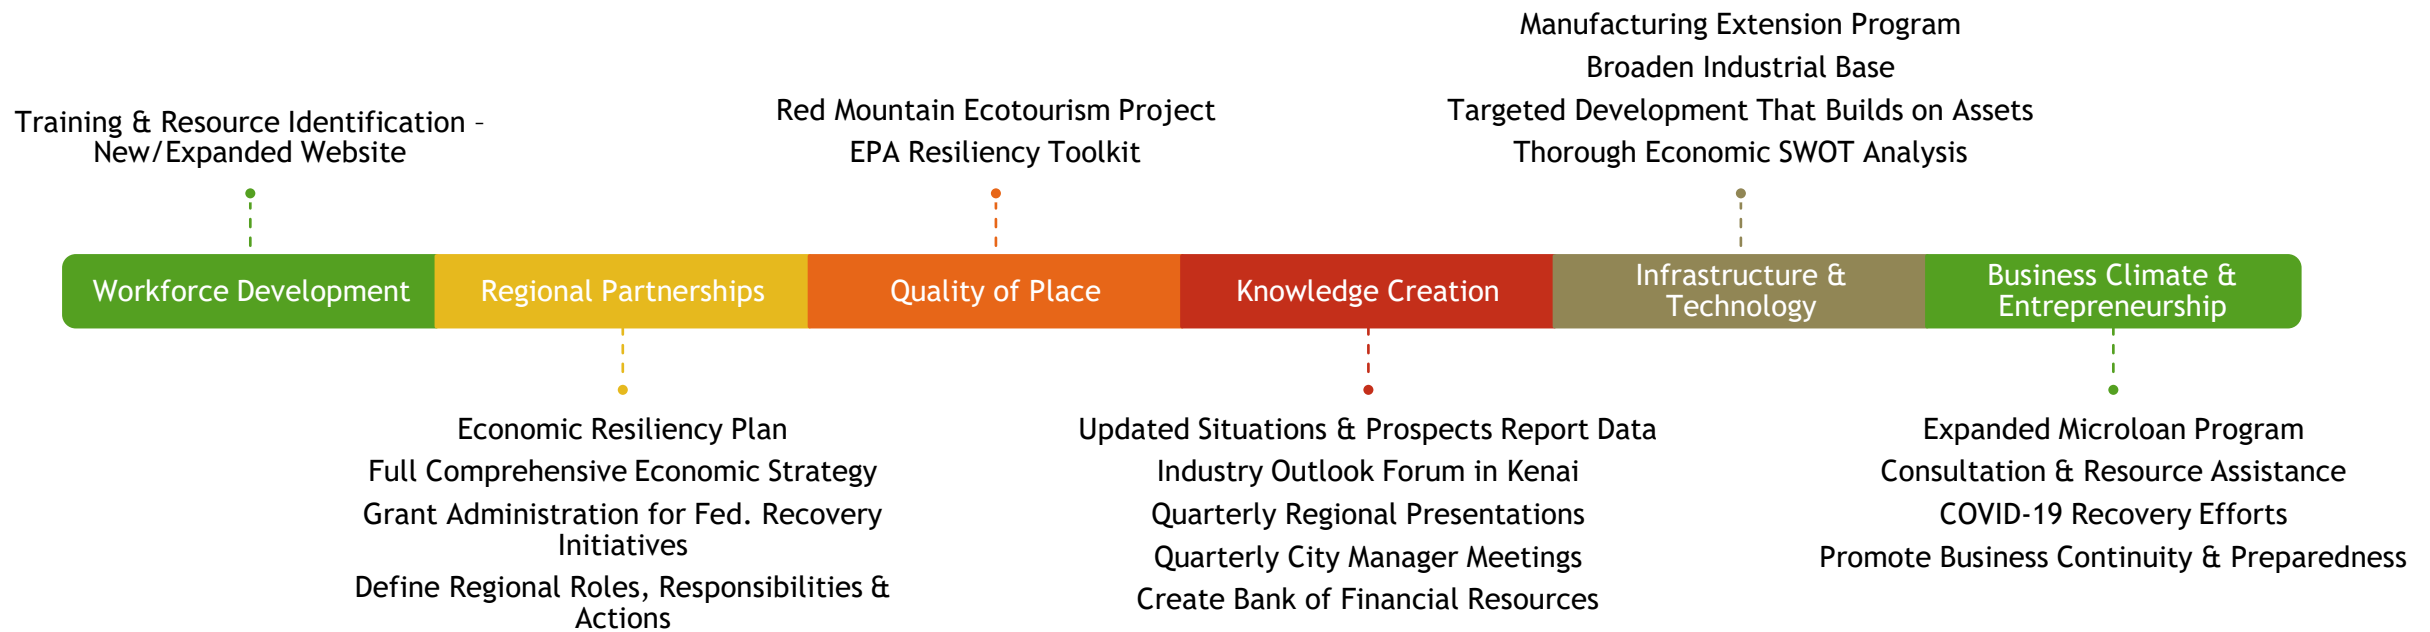 Manufacturing Extension Program
Broaden Industrial Base
Targeted Development That Builds on Assets
Thorough Economic SWOT Analysis
Training & Resource Identification –
New/Expanded Website
Red Mountain Ecotourism Project
EPA Resiliency Toolkit
Workforce Development
Regional Partnerships
Quality of Place
Knowledge Creation
Infrastructure &
Technology
Business Climate &
Entrepreneurship
Economic Resiliency Plan
Full Comprehensive Economic Strategy
Grant Administration for Fed. Recovery
Initiatives
Define Regional Roles, Responsibilities &
Actions
Updated Situations & Prospects Report Data
Industry Outlook Forum in Kenai
Quarterly Regional Presentations
Quarterly City Manager Meetings
Create Bank of Financial Resources
Expanded Microloan Program
Consultation & Resource Assistance
COVID-19 Recovery Efforts
Promote Business Continuity & Preparedness